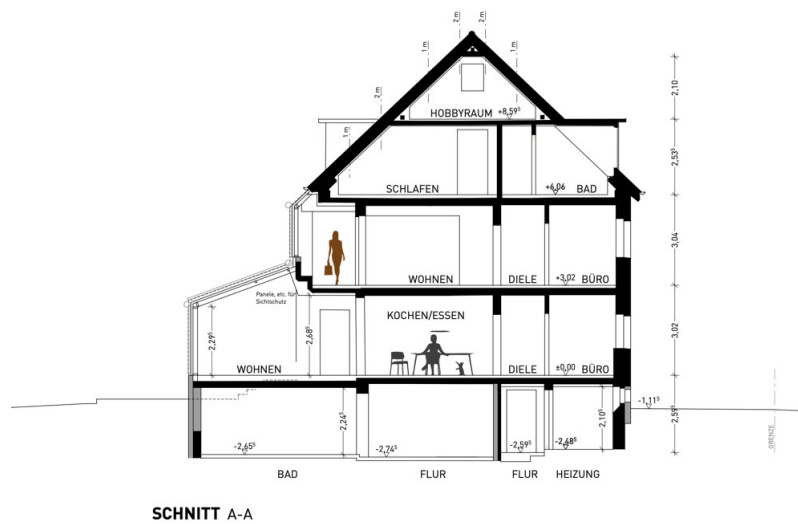 2 m
2 m
1 m
1 m
2 m
1 m
2,10
HOBBYRAUM +8,59⁵
2,53⁵
SCHLAFEN
+6,06 BAD
3,04
WOHNEN DIELE +3,02 BÜRO
Panele, etc. für
Sichtschutz
KOCHEN/ESSEN
2,29⁵
2,68⁵
3,02
WOHNEN
DIELE ±0,00 BÜRO
-1,11⁵
2,24⁵
2,10⁵
2,59⁵
-2,65⁵
-2,74⁵
-2,59⁵
-2,48⁵
GRENZE
BAD FLUR FLUR HEIZUNG
SCHNITT A-A